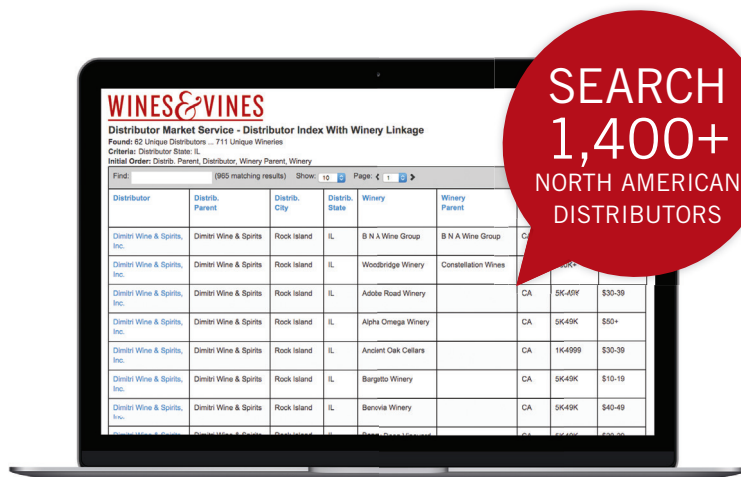 WINES&VINES
Distributor Market Service - Distributor Index With Winery Linkage
Found: 62 Unique Distributors ... 711 Unique Wineries
Criteria: Distributor State: IL
Initial Order: Distrib. Parent, Distributor, Winery Parent, Winery
Find: (965 matching results) Show: 10 Page: 1
Distributor Distrib. Parent Distrib. City Distrib. State Winery Winery Parent
Dimitri Wine & Spirits, Inc. Dimitri Wine & Spirits Rock Island IL B N A Wine Group B N A Wine Group
Dimitri Wine & Spirits, Inc. Dimitri Wine & Spirits Rock Island IL Woodbridge Winery Constellation Wines
Dimitri Wine & Spirits, Inc. Dimitri Wine & Spirits Rock Island IL Adobe Road Winery CA 5K-49K $30-39
Dimitri Wine & Spirits, Inc. Dimitri Wine & Spirits Rock Island IL Alpha Omega Winery CA 5K49K $50+
Dimitri Wine & Spirits, Inc. Dimitri Wine & Spirits Rock Island IL Ancient Oak Cellars CA 1K4999 $30-39
Dimitri Wine & Spirits, Inc. Dimitri Wine & Spirits Rock Island IL Bargetto Winery CA 5K49K $10-19
Dimitri Wine & Spirits, Inc. Dimitri Wine & Spirits Rock Island IL Benovia Winery CA 5K49K $40-49
SEARCH
1,400+
NORTH AMERICAN
DISTRIBUTORS